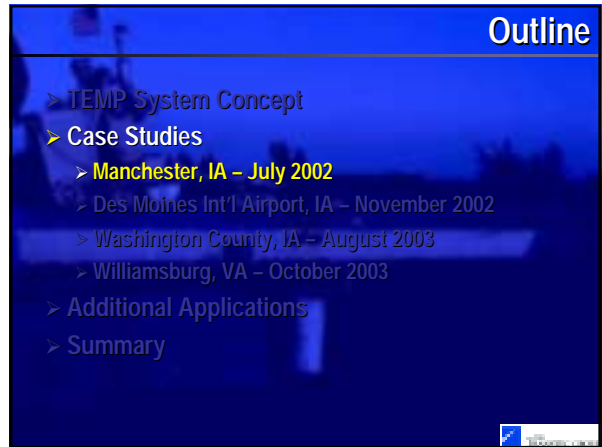 Outline
➢ TEMP System Concept
➢ Case Studies
➢ Manchester, IA – July 2002
➢ Des Moines Int'l Airport, IA – November 2002
➢ Washington County, IA – August 2003
➢ Williamsburg, VA – October 2003
➢ Additional Applications
➢ Summary